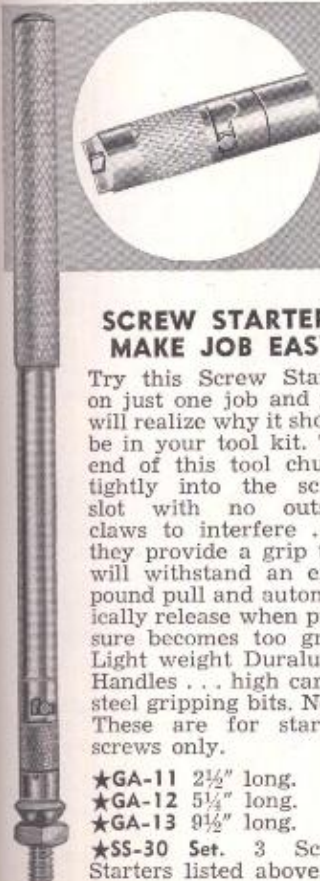 SCREW STARTER
MAKE JOB EAS
Try this Screw Star
on just one job and
will realize why it sho
be in your tool kit. T
end of this tool chu
tightly into the sc
slot with no outs
claws to interfere . .
they provide a grip t
will withstand an e
pound pull and autom
ically release when p
sure becomes too gr
Light weight Duralu
Handles . . . high car
steel gripping bits. N
These are for star
screws only.
★GA-11 2½" long.
★GA-12 5¼" long.
★GA-13 9½" long.
★SS-30 Set. 3 Sc
Starters listed above